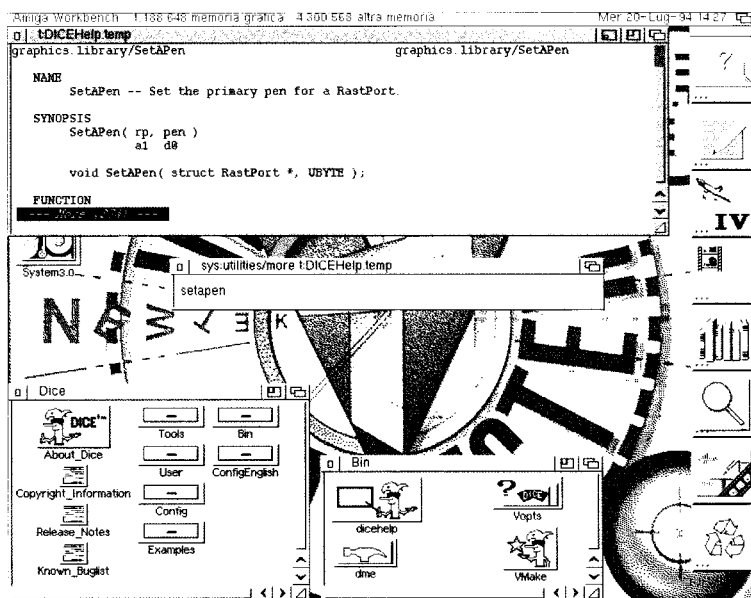 Amiga Workbench 1.188.648 memoria grafica 4.300.568 altra memoria Mer 20-Lug-94 14:27
t:DICEHelp.temp
graphics.library/SetAPen graphics.library/SetAPen
NAME
SetAPen -- Set the primary pen for a RastPort.
SYNOPSIS
SetAPen( rp, pen )
a1 d0
void SetAPen( struct RastPort *, UBYTE );
FUNCTION
IV
System3.0
sys:utilities/more t:DICEHelp.temp
setapen
NEWTEK
UTE
Dice
DICE™
About_Dice
Tools
Bin
Copyright_Information
User
ConfigEnglish
Release_Notes
Config
Known_Buglist
Examples
Bin
dicehelp
? DICE
Vopts
dme
VMake